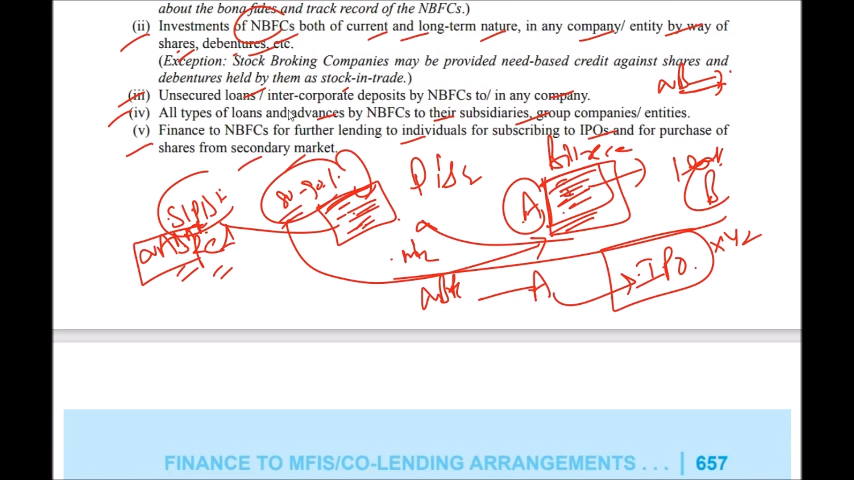 about the bona fides and track record of the NBFCs.)
(ii) Investments of NBFCs both of current and long-term nature, in any company/ entity by way of
shares, debentures, etc.
(Exception: Stock Broking Companies may be provided need-based credit against shares and
debentures held by them as stock-in-trade.)
(iii) Unsecured loans / inter-corporate deposits by NBFCs to/ in any company.
(iv) All types of loans and advances by NBFCs to their subsidiaries, group companies/ entities.
(v) Finance to NBFCs for further lending to individuals for subscribing to IPOs and for purchase of
shares from secondary market.
A
B
A
IPO.
XYZ
FINANCE TO MFIS/CO-LENDING ARRANGEMENTS . . . | 657